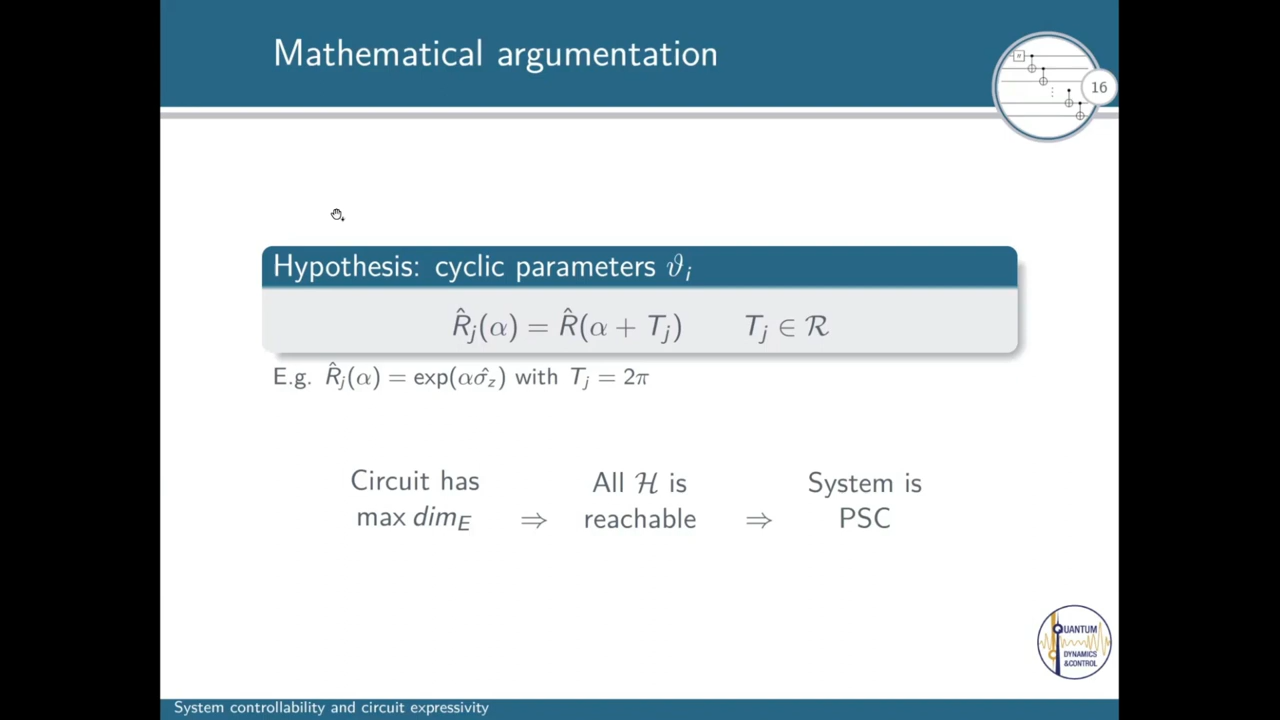 Mathematical argumentation
16
Hypothesis: cyclic parameters ϑᵢ
R̂ⱼ(α) = R̂(α + Tⱼ) Tⱼ ∈ ℛ
E.g. R̂ⱼ(α) = exp(ασ̂_z) with Tⱼ = 2π
Circuit has max dim_E ⇒ All ℋ is reachable ⇒ System is PSC
QUANTUM
DYNAMICS
&CONTROL
System controllability and circuit expressivity